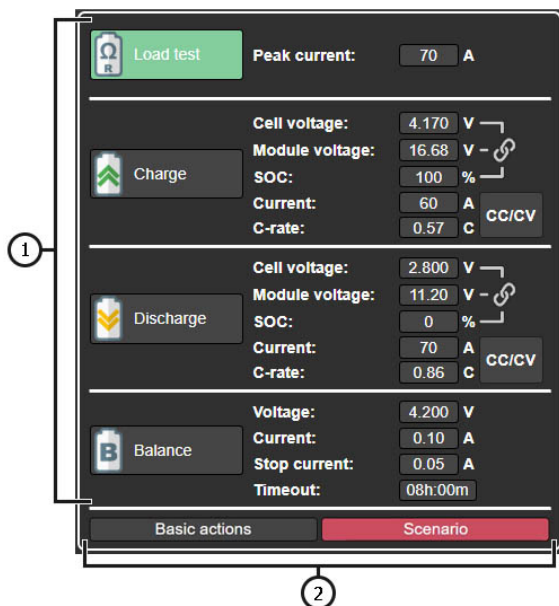 Ω
R
Load test
Peak current: 70 A
Charge
Cell voltage: 4.170 V
Module voltage: 16.68 V
SOC: 100 %
Current: 60 A
C-rate: 0.57 C
CC/CV
Discharge
Cell voltage: 2.800 V
Module voltage: 11.20 V
SOC: 0 %
Current: 70 A
C-rate: 0.86 C
CC/CV
B
Balance
Voltage: 4.200 V
Current: 0.10 A
Stop current: 0.05 A
Timeout: 08h:00m
Basic actions Scenario
1
2